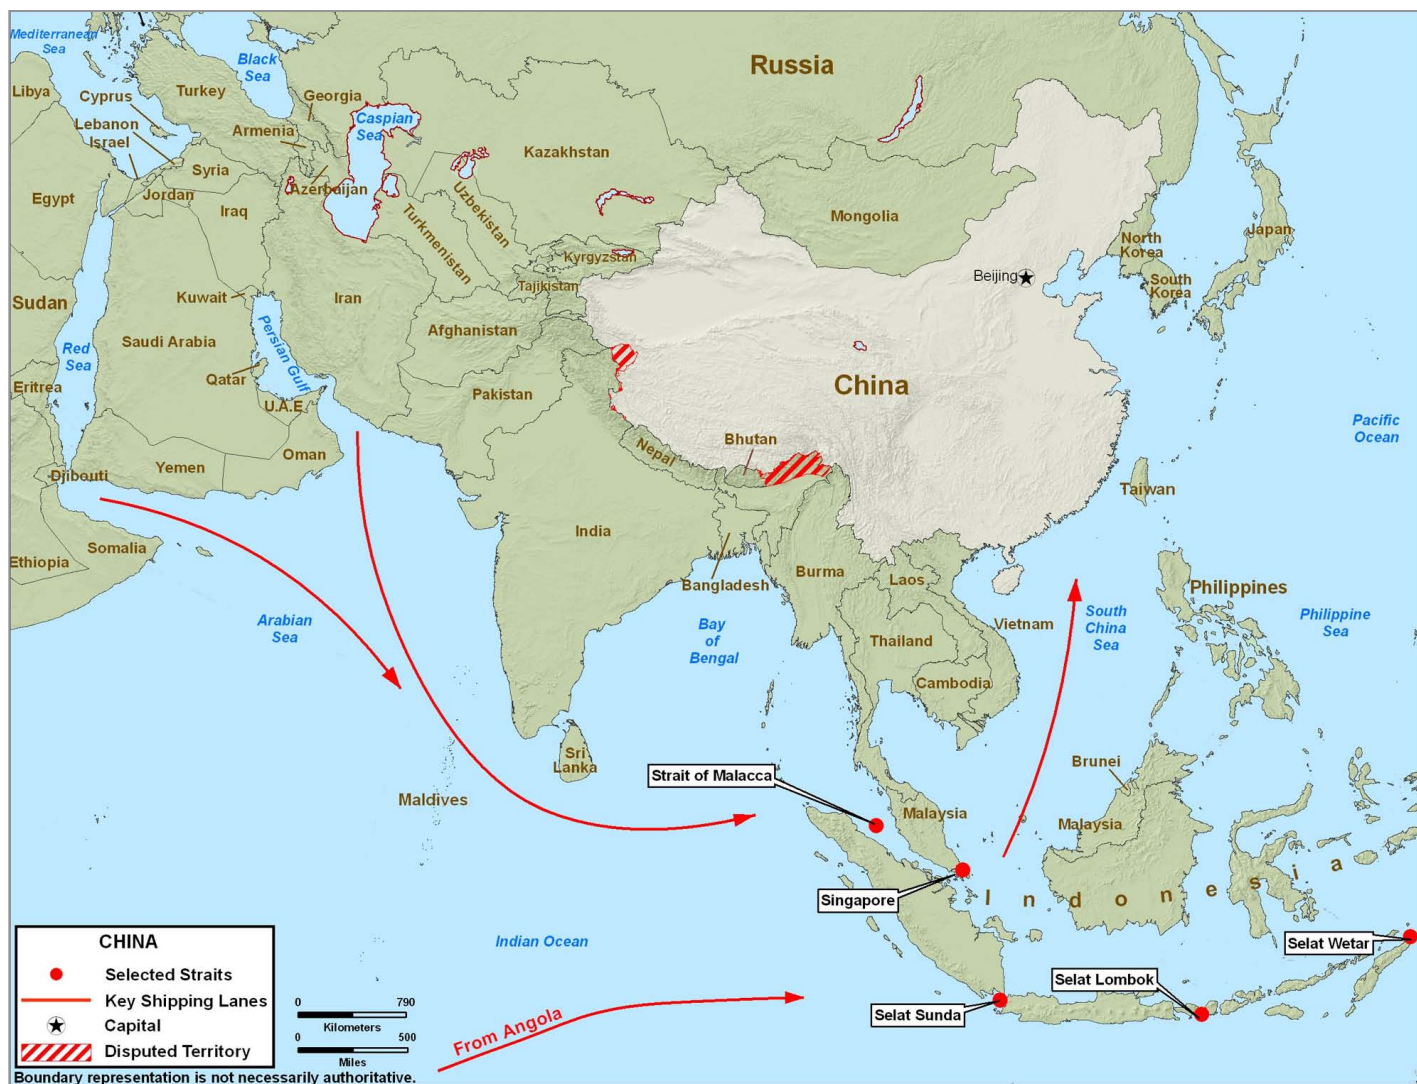 Mediterranean
Sea
Black
Sea
Russia
Libya
Cyprus
Turkey
Georgia
Caspian
Sea
Lebanon
Israel
Armenia
Kazakhstan
Syria
Azerbaijan
Egypt
Jordan
Iraq
Uzbekistan
Turkmenistan
Mongolia
Japan
North
Korea
South
Korea
Beijing
Kyrgyzstan
Tajikistan
Sudan
Kuwait
Iran
Afghanistan
Saudi Arabia
Red
Sea
Persian Gulf
Qatar
Eritrea
U.A.E
Pakistan
China
Pacific
Ocean
Oman
Yemen
Djibouti
Nepal
Bhutan
Taiwan
India
Somalia
Ethiopia
Bangladesh
Burma
Laos
Philippines
Arabian
Sea
Bay
of
Bengal
Thailand
Vietnam
South
China
Sea
Philippine
Sea
Cambodia
Sri
Lanka
Maldives
Strait of Malacca
Malaysia
Brunei
Malaysia
Singapore
Indonesia
Indian Ocean
Selat Wetar
Selat Lombok
Selat Sunda
From Angola
CHINA
Selected Straits
Key Shipping Lanes
Capital
Disputed Territory
0 790
Kilometers
0 500
Miles
Boundary representation is not necessarily authoritative.